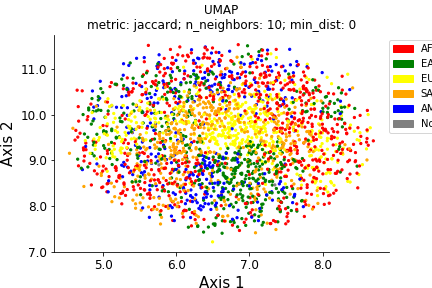 UMAP
metric: jaccard; n_neighbors: 10; min_dist: 0
11.0
10.0
9.0
8.0
7.0
Axis 2
5.0
6.0
7.0
8.0
Axis 1
AF
EA
EU
SA
AM
No